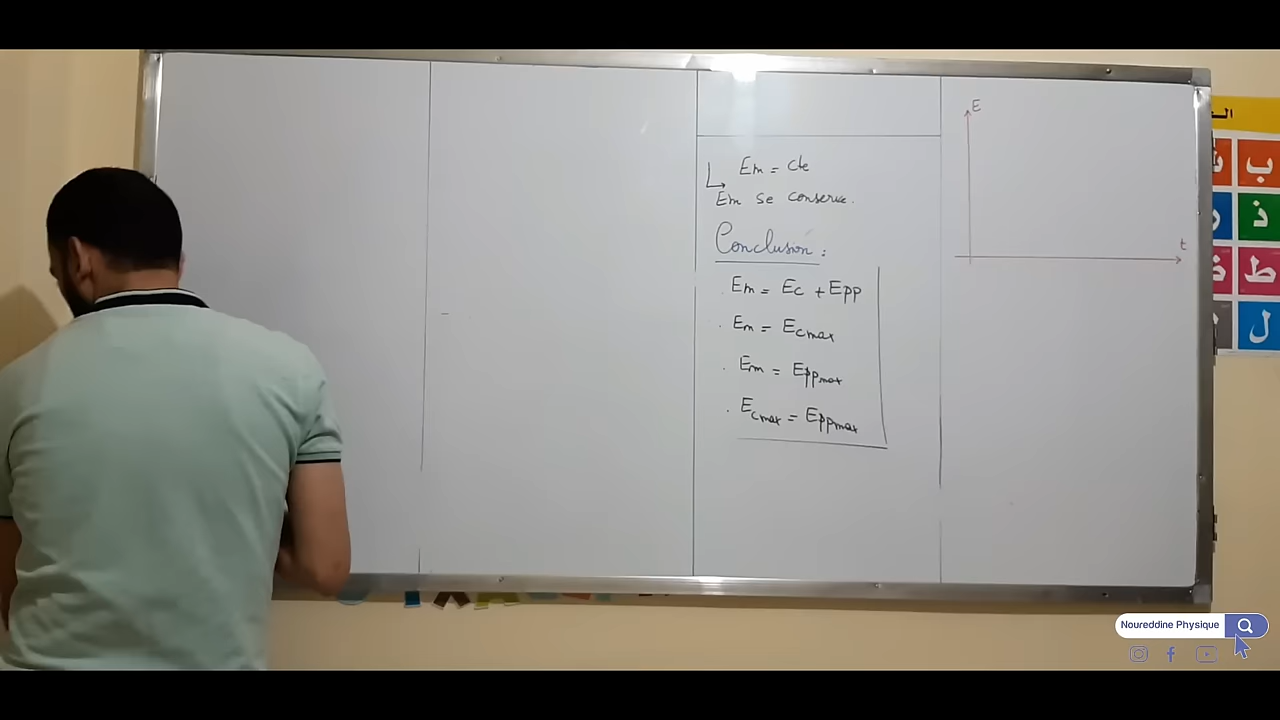 Em = cte
Em se conserve.
Conclusion :
. Em = Ec + Epp
. Em = Ecmax
. Em = Eppmax
. Ecmax = Eppmax
E
t
ب
ذ
ط
ل
Noureddine Physique